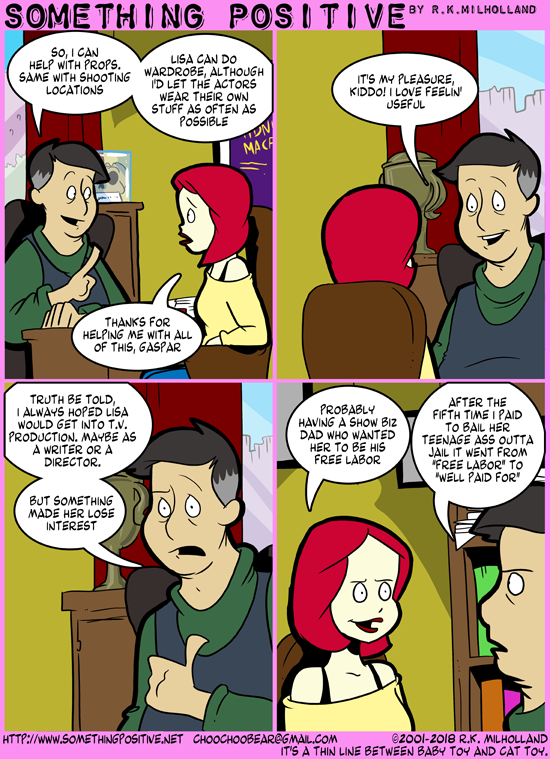 SOMETHING POSITIVE BY R.K.MILHOLLAND
SO, I CAN
HELP WITH PROPS.
SAME WITH SHOOTING
LOCATIONS
LISA CAN DO
WARDROBE, ALTHOUGH
I'D LET THE ACTORS
WEAR THEIR OWN
STUFF AS OFTEN AS
POSSIBLE
THANKS FOR
HELPING ME WITH ALL
OF THIS, GASPAR
IT'S MY PLEASURE,
KIDDO! I LOVE FEELIN'
USEFUL
TRUTH BE TOLD,
I ALWAYS HOPED LISA
WOULD GET INTO T.V.
PRODUCTION. MAYBE AS
A WRITER OR A
DIRECTOR.
BUT SOMETHING
MADE HER LOSE
INTEREST
PROBABLY
HAVING A SHOW BIZ
DAD WHO WANTED
HER TO BE HIS
FREE LABOR
AFTER THE
FIFTH TIME I PAID
TO BAIL HER
TEENAGE ASS OUTTA
JAIL IT WENT FROM
"FREE LABOR" TO
"WELL PAID FOR"
HTTP://WWW.SOMETHINGPOSITIVE.NET CHOOCHOOBEAR@GMAIL.COM ©2001-2018 R.K. MILHOLLAND
IT'S A THIN LINE BETWEEN BABY TOY AND CAT TOY.